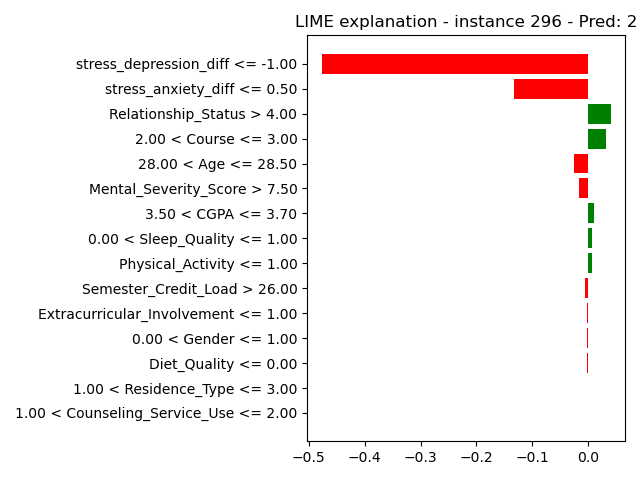 LIME explanation - instance 296 - Pred: 2
stress_depression_diff <= -1.00
stress_anxiety_diff <= 0.50
Relationship_Status > 4.00
2.00 < Course <= 3.00
28.00 < Age <= 28.50
Mental_Severity_Score > 7.50
3.50 < CGPA <= 3.70
0.00 < Sleep_Quality <= 1.00
Physical_Activity <= 1.00
Semester_Credit_Load > 26.00
Extracurricular_Involvement <= 1.00
0.00 < Gender <= 1.00
Diet_Quality <= 0.00
1.00 < Residence_Type <= 3.00
1.00 < Counseling_Service_Use <= 2.00
−0.5 −0.4 −0.3 −0.2 −0.1 0.0